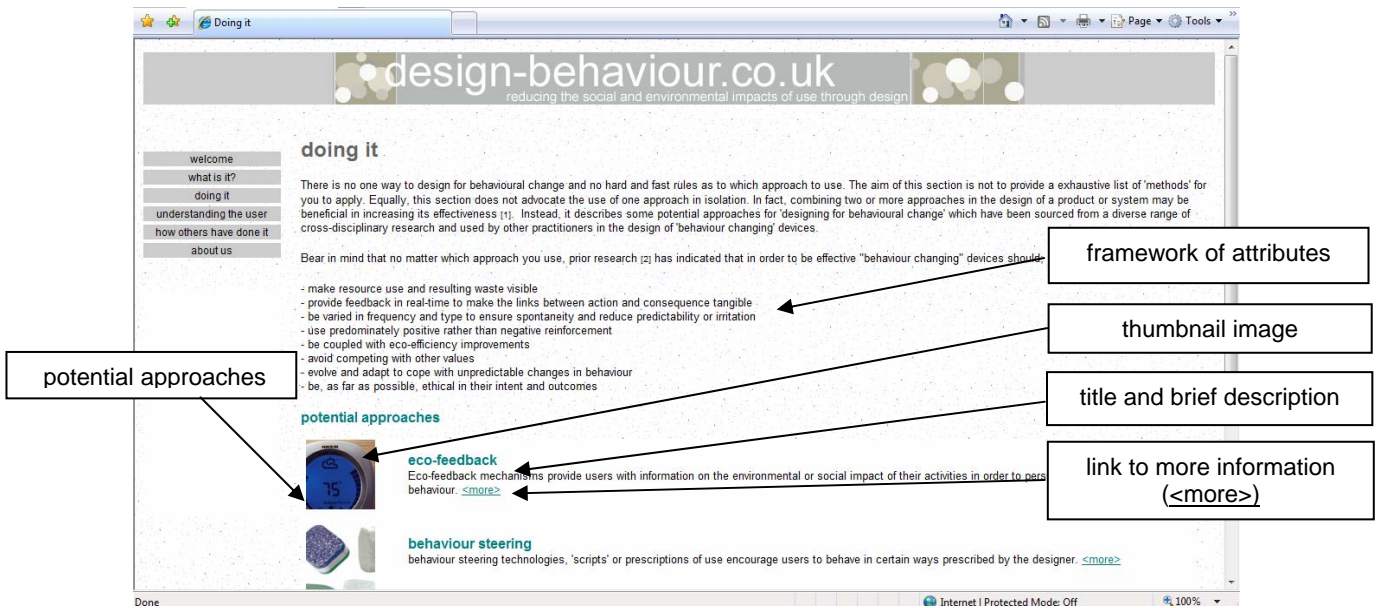 Doing it
Page
Tools
design-behaviour.co.uk
reducing the social and environmental impacts of use through design
welcome
what is it?
doing it
understanding the user
how others have done it
about us
doing it
There is no one way to design for behavioural change and no hard and fast rules as to which approach to use. The aim of this section is not to provide a exhaustive list of 'methods' for
you to apply. Equally, this section does not advocate the use of one approach in isolation. In fact, combining two or more approaches in the design of a product or system may be
beneficial in increasing its effectiveness [1]. Instead, it describes some potential approaches for 'designing for behavioural change' which have been sourced from a diverse range of
cross-disciplinary research and used by other practitioners in the design of 'behaviour changing' devices.
Bear in mind that no matter which approach you use, prior research [2] has indicated that in order to be effective "behaviour changing" devices should,
- make resource use and resulting waste visible
- provide feedback in real-time to make the links between action and consequence tangible
- be varied in frequency and type to ensure spontaneity and reduce predictability or irritation
- use predominately positive rather than negative reinforcement
- be coupled with eco-efficiency improvements
- avoid competing with other values
- evolve and adapt to cope with unpredictable changes in behaviour
- be, as far as possible, ethical in their intent and outcomes
potential approaches
eco-feedback
Eco-feedback mechanisms provide users with information on the environmental or social impact of their activities in order to
behaviour. <more>
75°
behaviour steering
behaviour steering technologies, 'scripts' or prescriptions of use encourage users to behave in certain ways prescribed by the designer. <more>
Done
Internet | Protected Mode: Off
100%
potential approaches
framework of attributes
thumbnail image
title and brief description
link to more information
(<more>)